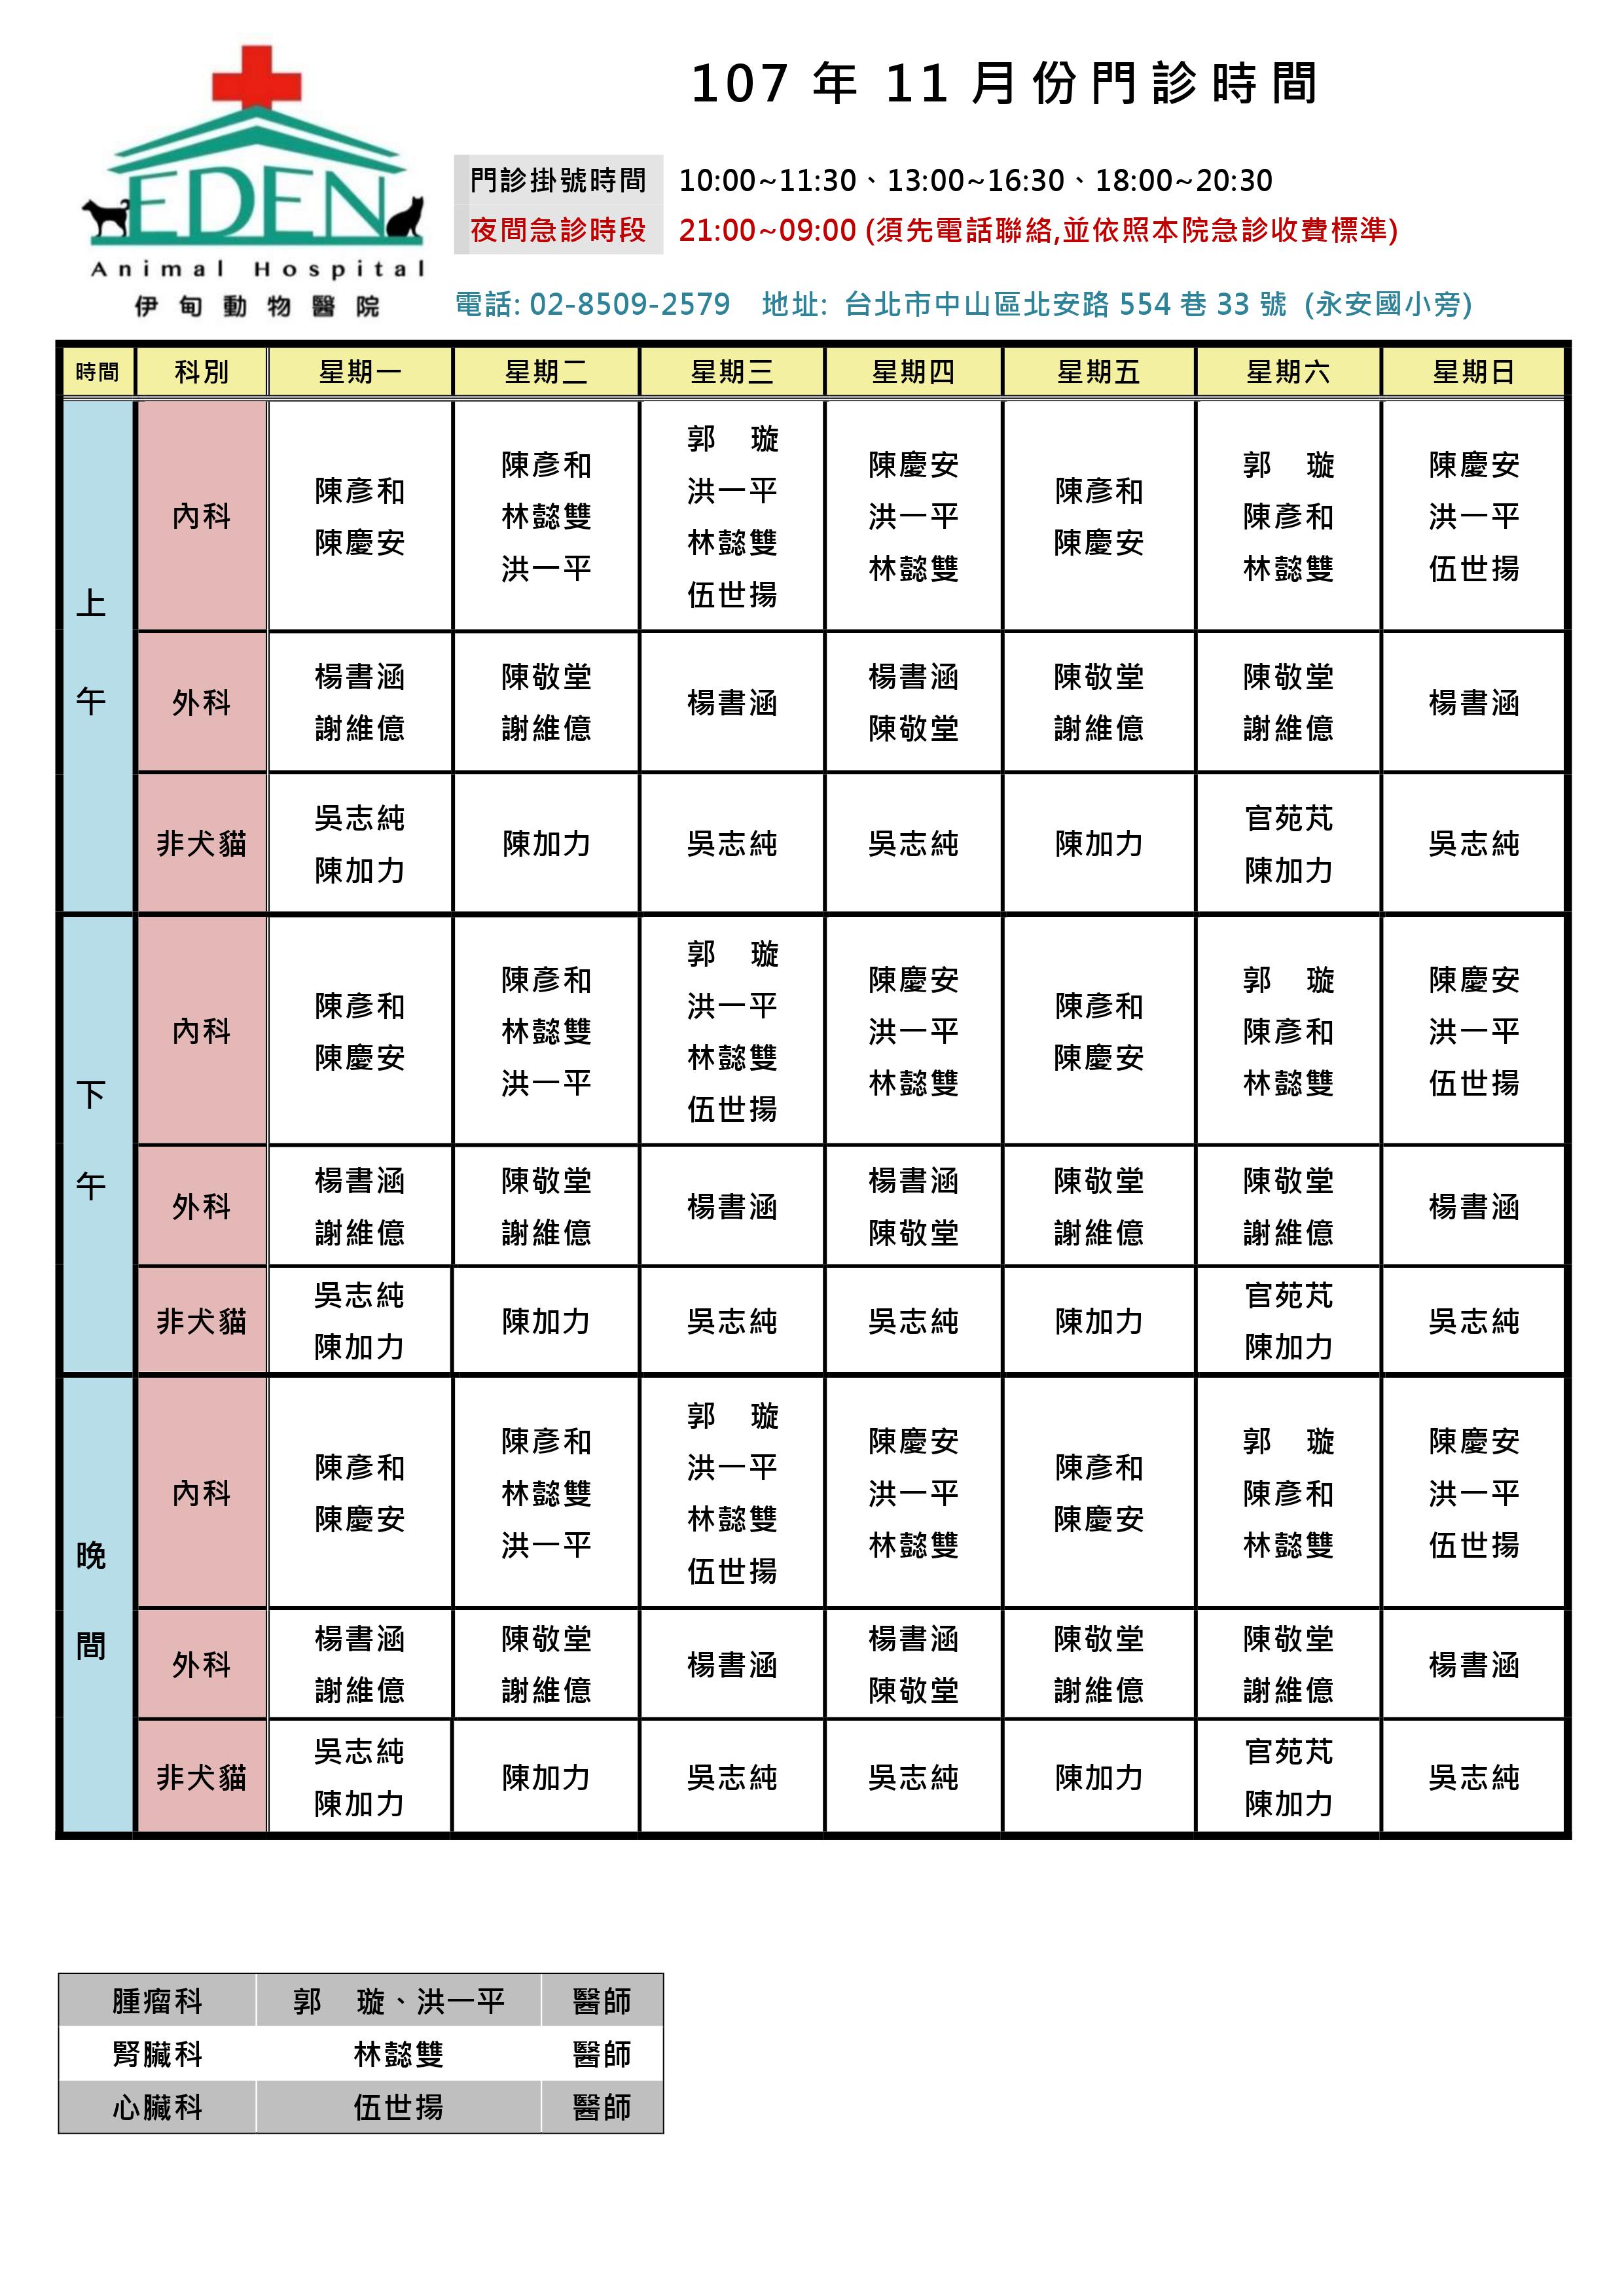 107 年 11 月份門診時間
EDEN
Animal Hospital
伊甸動物醫院
門診掛號時間 10:00~11:30、13:00~16:30、18:00~20:30
夜間急診時段 21:00~09:00 (須先電話聯絡,並依照本院急診收費標準)
電話: 02-8509-2579 地址: 台北市中山區北安路 554 巷 33 號 (永安國小旁)
時間 科別 星期一 星期二 星期三 星期四 星期五 星期六 星期日
上午
內科
陳彥和
陳慶安
陳彥和
林懿雙
洪一平
郭 璇
洪一平
林懿雙
伍世揚
陳慶安
洪一平
林懿雙
陳彥和
陳慶安
郭 璇
陳彥和
林懿雙
陳慶安
洪一平
伍世揚
外科
楊書涵
謝維億
陳敬堂
謝維億
楊書涵
楊書涵
陳敬堂
陳敬堂
謝維億
陳敬堂
謝維億
楊書涵
非犬貓
吳志純
陳加力
陳加力
吳志純
吳志純
陳加力
官苑芃
陳加力
吳志純
下午
內科
陳彥和
陳慶安
陳彥和
林懿雙
洪一平
郭 璇
洪一平
林懿雙
伍世揚
陳慶安
洪一平
林懿雙
陳彥和
陳慶安
郭 璇
陳彥和
林懿雙
陳慶安
洪一平
伍世揚
外科
楊書涵
謝維億
陳敬堂
謝維億
楊書涵
楊書涵
陳敬堂
陳敬堂
謝維億
陳敬堂
謝維億
楊書涵
非犬貓
吳志純
陳加力
陳加力
吳志純
吳志純
陳加力
官苑芃
陳加力
吳志純
晚間
內科
陳彥和
陳慶安
陳彥和
林懿雙
洪一平
郭 璇
洪一平
林懿雙
伍世揚
陳慶安
洪一平
林懿雙
陳彥和
陳慶安
郭 璇
陳彥和
林懿雙
陳慶安
洪一平
伍世揚
外科
楊書涵
謝維億
陳敬堂
謝維億
楊書涵
楊書涵
陳敬堂
陳敬堂
謝維億
陳敬堂
謝維億
楊書涵
非犬貓
吳志純
陳加力
陳加力
吳志純
吳志純
陳加力
官苑芃
陳加力
吳志純
腫瘤科 郭 璇、洪一平 醫師
腎臟科 林懿雙 醫師
心臟科 伍世揚 醫師